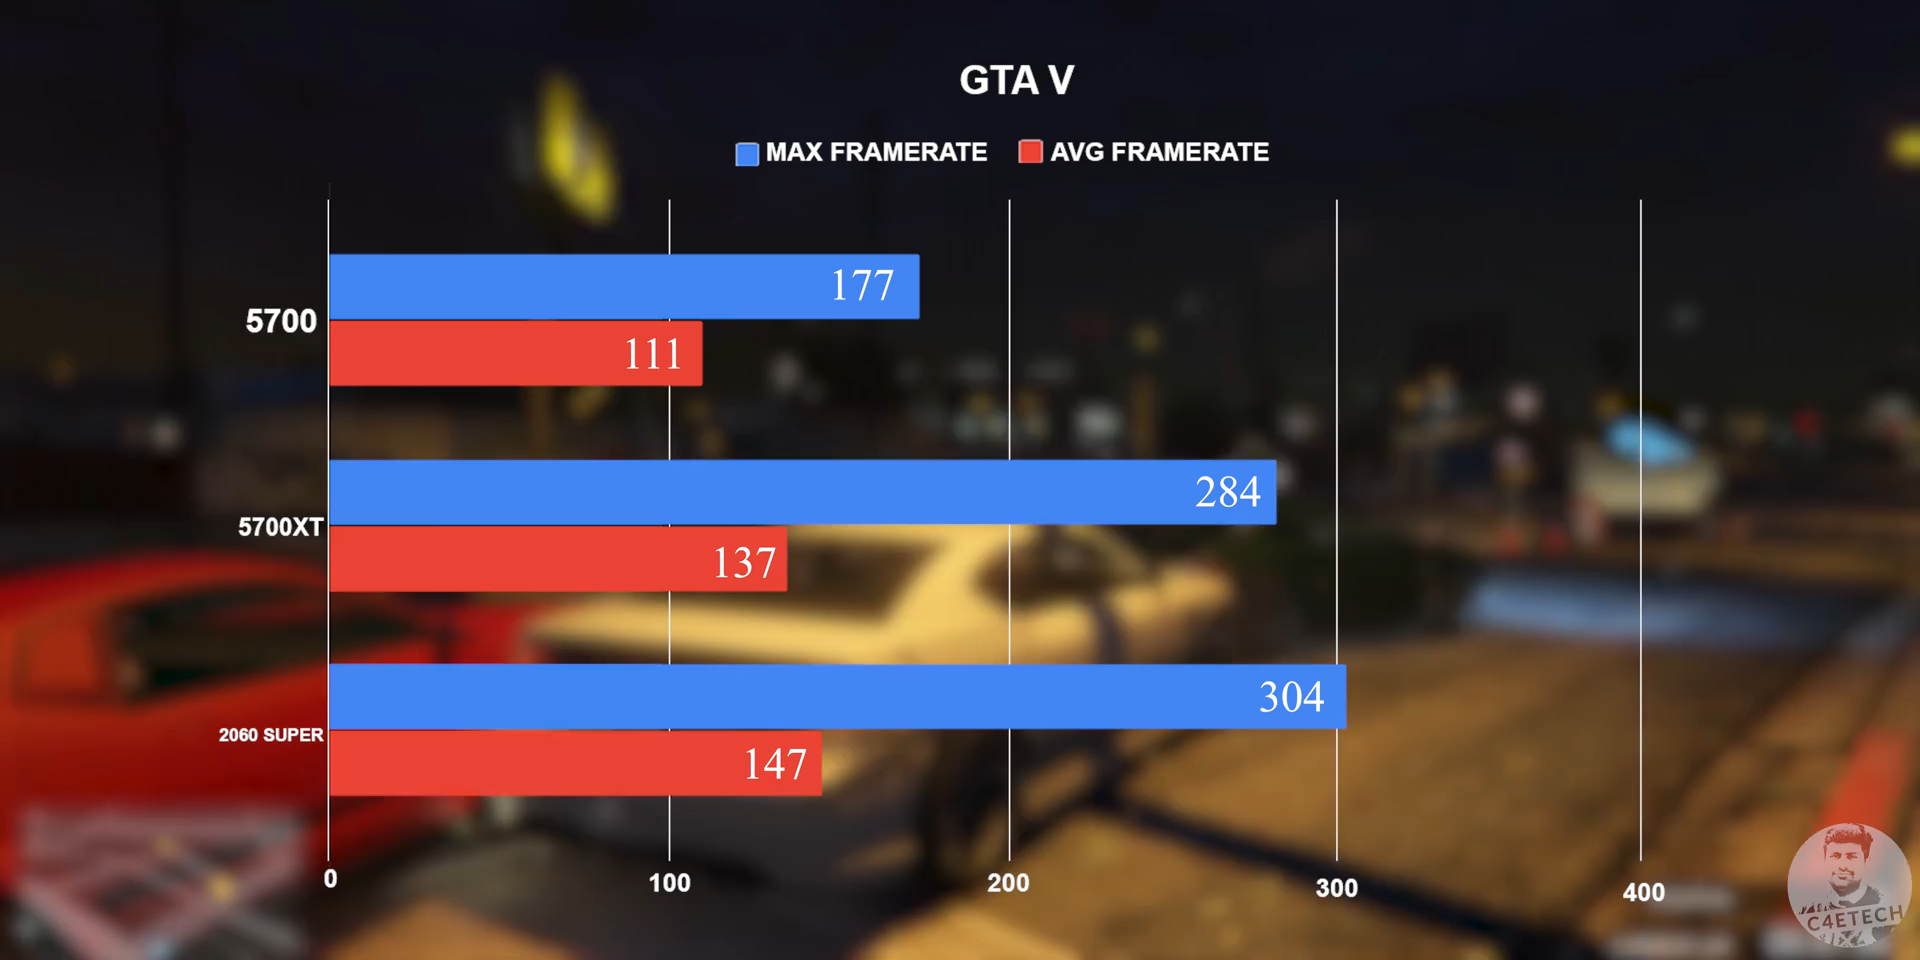 GTA V
MAX FRAMERATE AVG FRAMERATE
177
5700
111
284
5700XT
137
304
2060 SUPER
147
0 100 200 300 400
C4ETECH